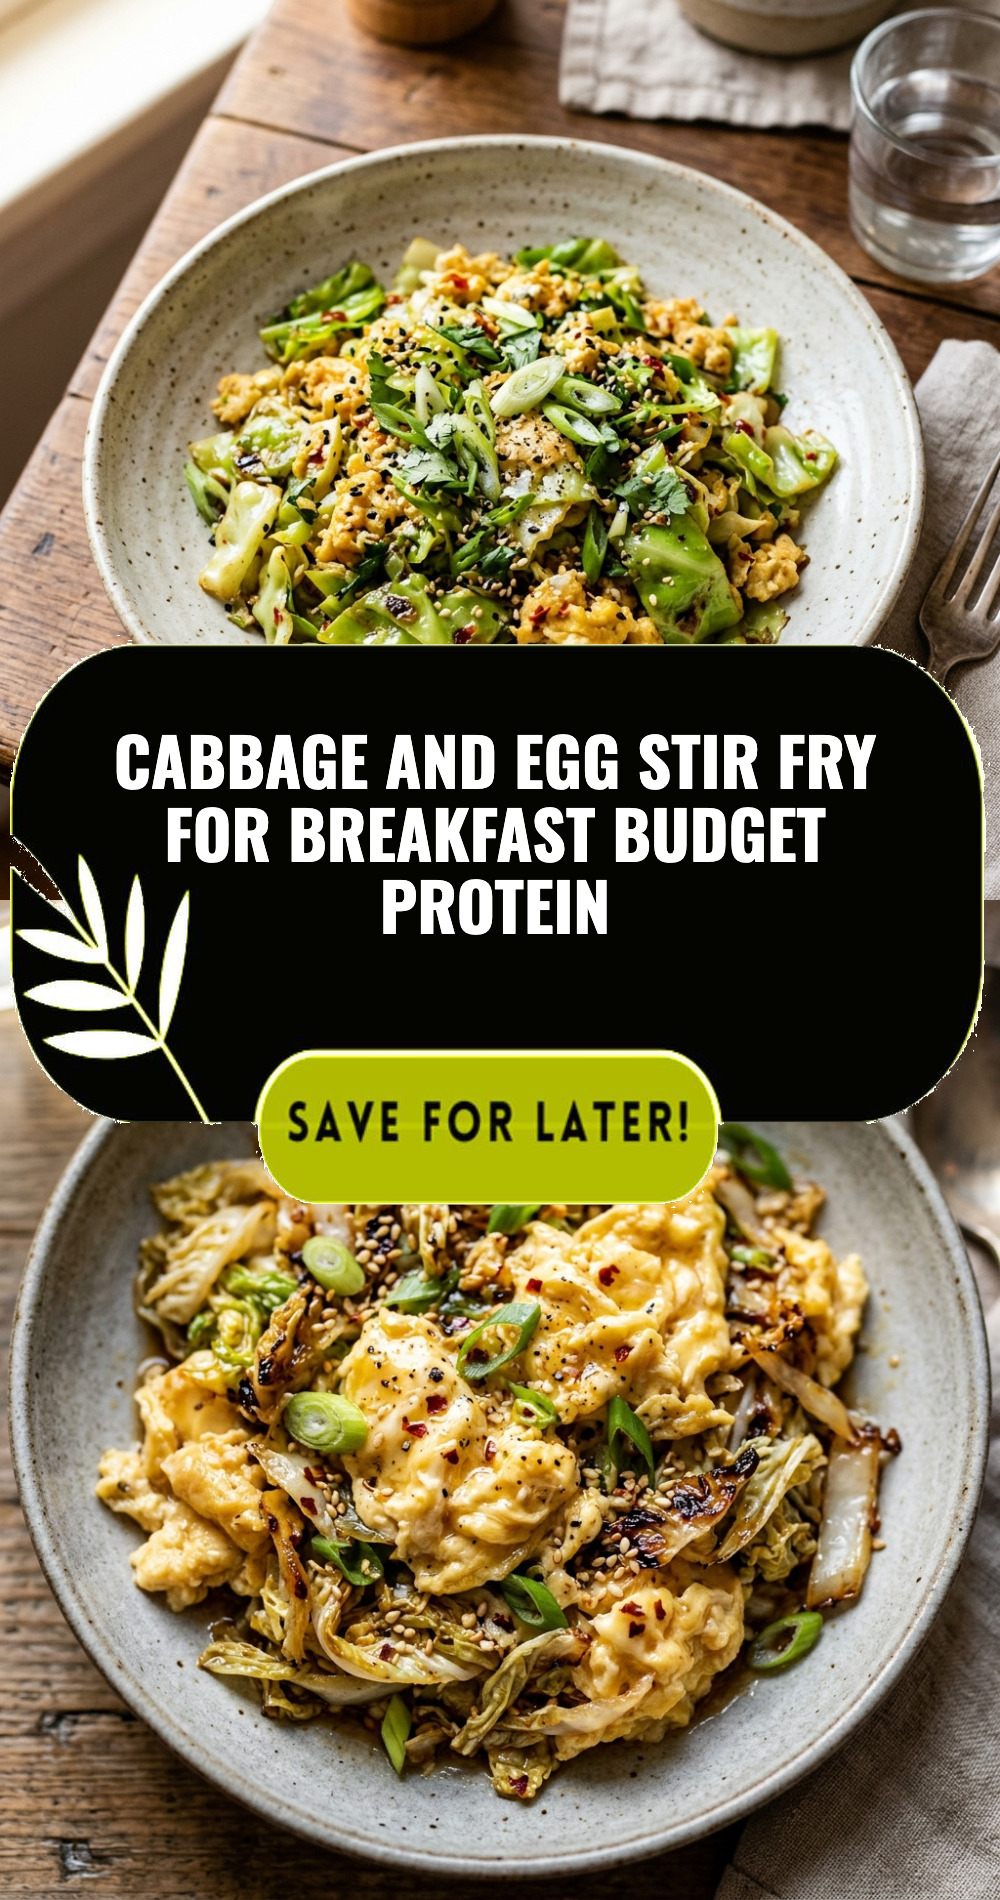 CABBAGE AND EGG STIR FRY
FOR BREAKFAST BUDGET
PROTEIN
SAVE FOR LATER!